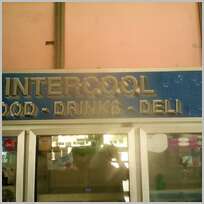 INTERCOOL
OOD - DRINKS - DELI